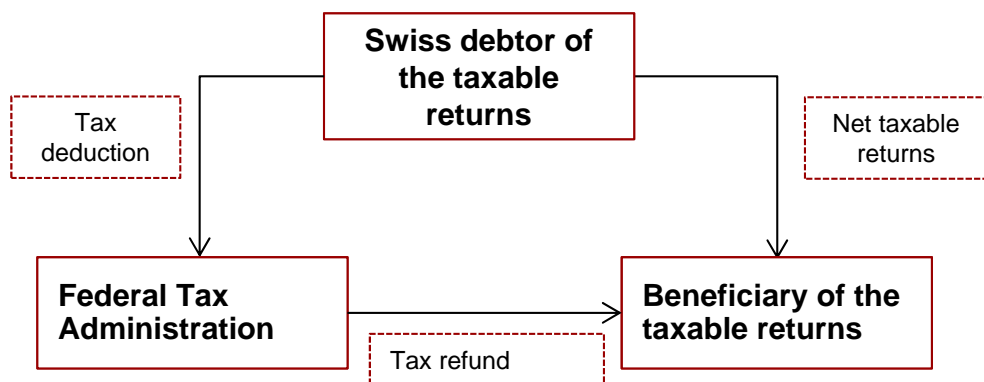 Swiss debtor of
the taxable
returns
Tax
deduction
Net taxable
returns
Federal Tax
Administration
Beneficiary of the
taxable returns
Tax refund